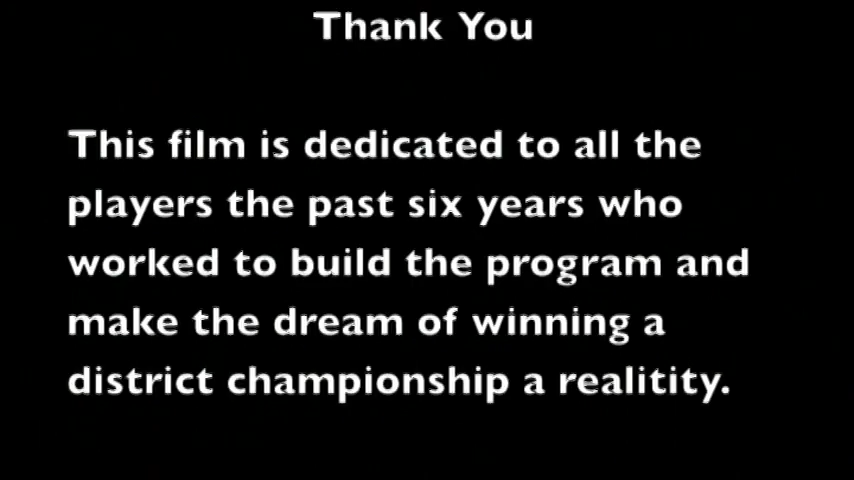 Thank You
This film is dedicated to all the
players the past six years who
worked to build the program and
make the dream of winning a
district championship a realitity.